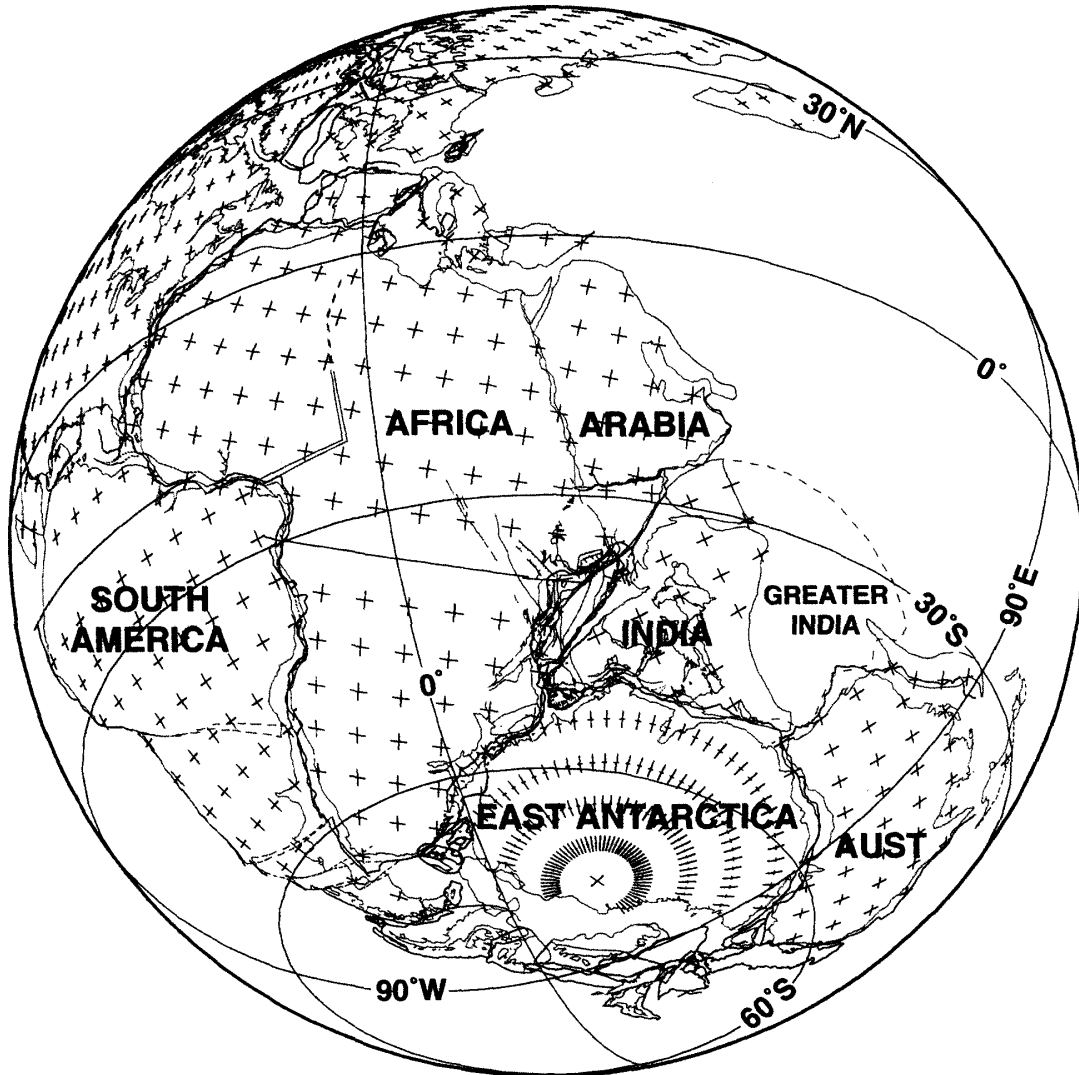 30°N
0°
AFRICA
ARABIA
90°E
SOUTH
AMERICA
GREATER
INDIA
30°S
INDIA
0°
EAST ANTARCTICA
AUST
90°W
60°S